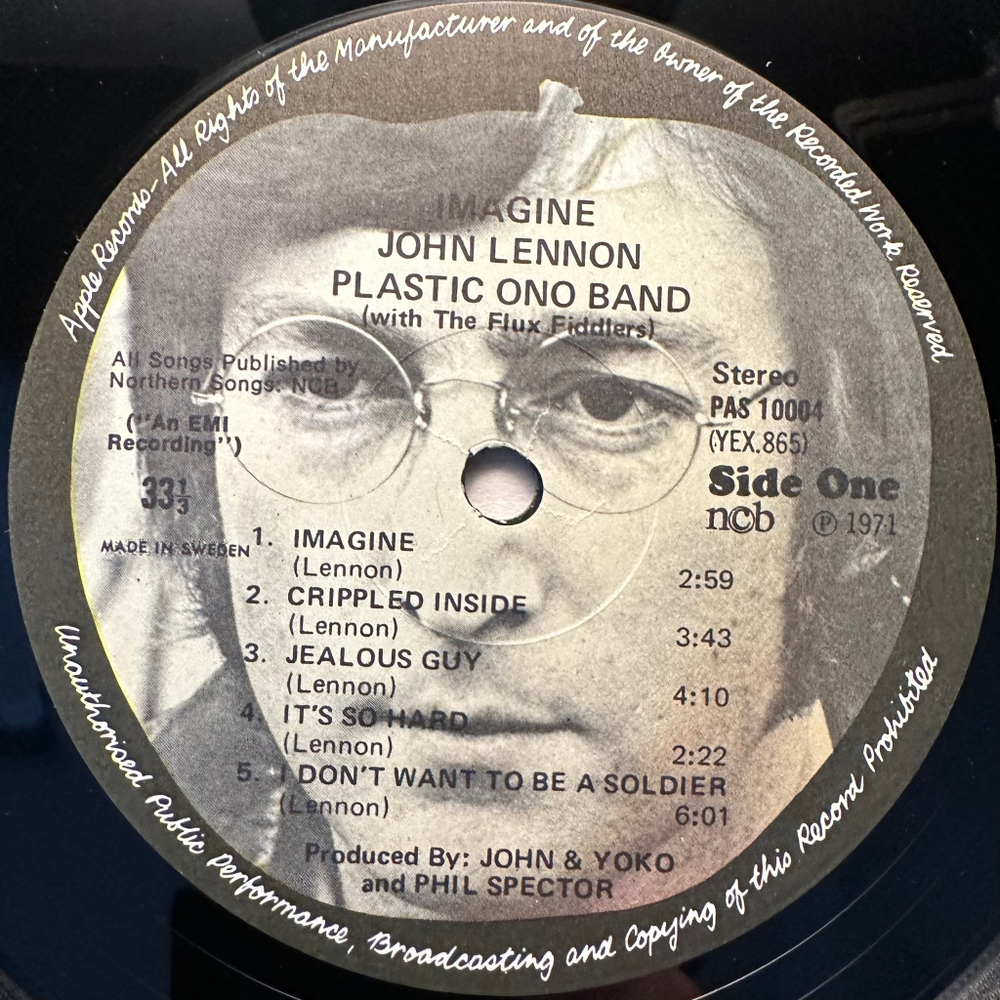 Apple Records - All Rights of the Manufacturer and of the Owner of the Recorded Work Reserved
IMAGINE
JOHN LENNON
PLASTIC ONO BAND
(with The Flux Fiddlers)
All Songs Published by
Northern Songs: NCB
(“An EMI
Recording”)
33⅓
MADE IN SWEDEN
Stereo
PAS 10004
(YEX.865)
Side One
ncb ℗ 1971
1. IMAGINE
(Lennon) 2:59
2. CRIPPLED INSIDE
(Lennon) 3:43
3. JEALOUS GUY
(Lennon) 4:10
4. IT'S SO HARD
(Lennon) 2:22
5. I DON'T WANT TO BE A SOLDIER
(Lennon) 6:01
Produced By: JOHN & YOKO
and PHIL SPECTOR
Unauthorised Public Performance, Broadcasting and Copying of this Record Prohibited